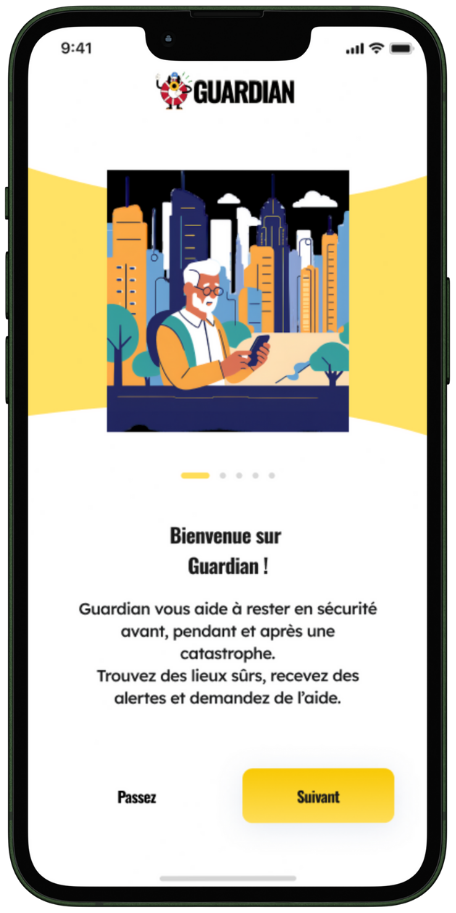 9:41
GUARDIAN
Bienvenue sur
Guardian !
Guardian vous aide à rester en sécurité
avant, pendant et après une
catastrophe.
Trouvez des lieux sûrs, recevez des
alertes et demandez de l’aide.
Passez
Suivant